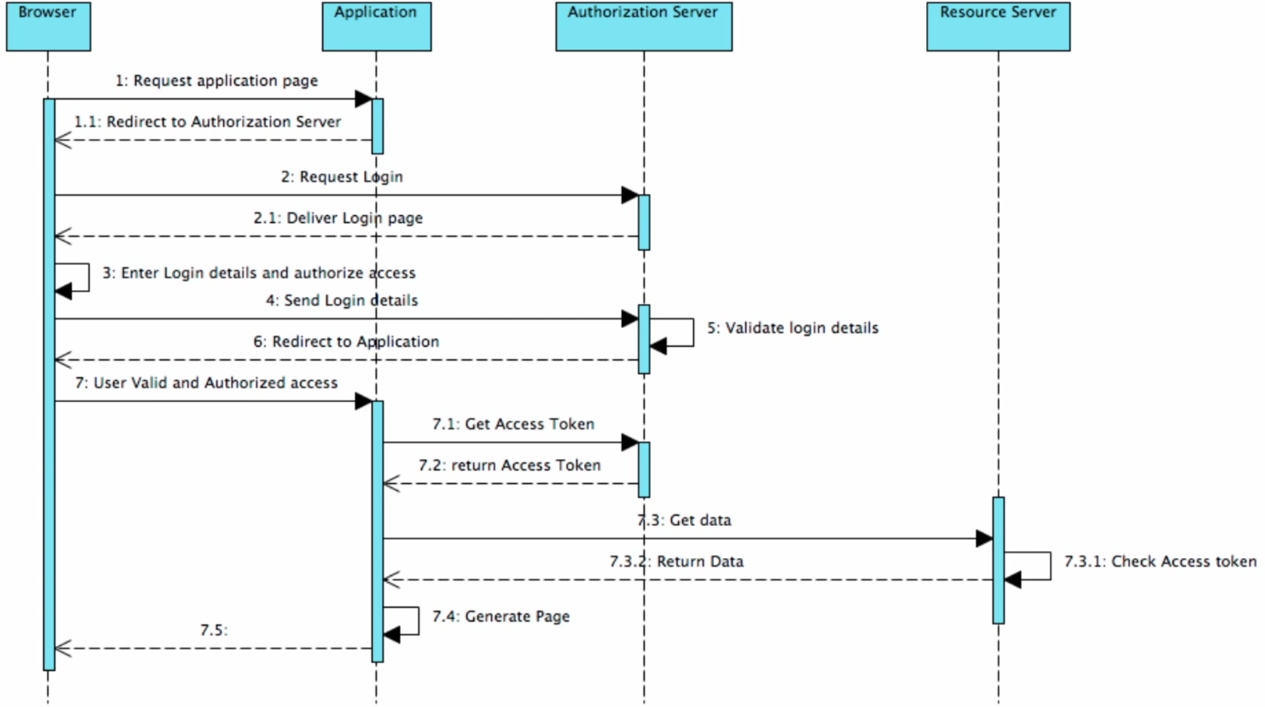 Browser
Application
Authorization Server
Resource Server
1: Request application page
1.1: Redirect to Authorization Server
2: Request Login
2.1: Deliver Login page
3: Enter Login details and authorize access
4: Send Login details
5: Validate login details
6: Redirect to Application
7: User Valid and Authorized access
7.1: Get Access Token
7.2: return Access Token
7.3: Get data
7.3.2: Return Data
7.3.1: Check Access token
7.4: Generate Page
7.5: